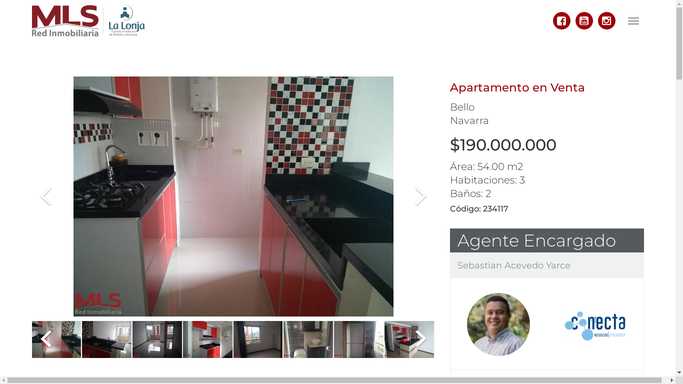 MLS
Red Inmobiliaria
La Lonja
Apartamento en Venta
Bello
Navarra
$190.000.000
Área: 54.00 m2
Habitaciones: 3
Baños: 2
Código: 234117
MLS
Red Inmobiliaria
Agente Encargado
Sebastian Acevedo Yarce
conecta